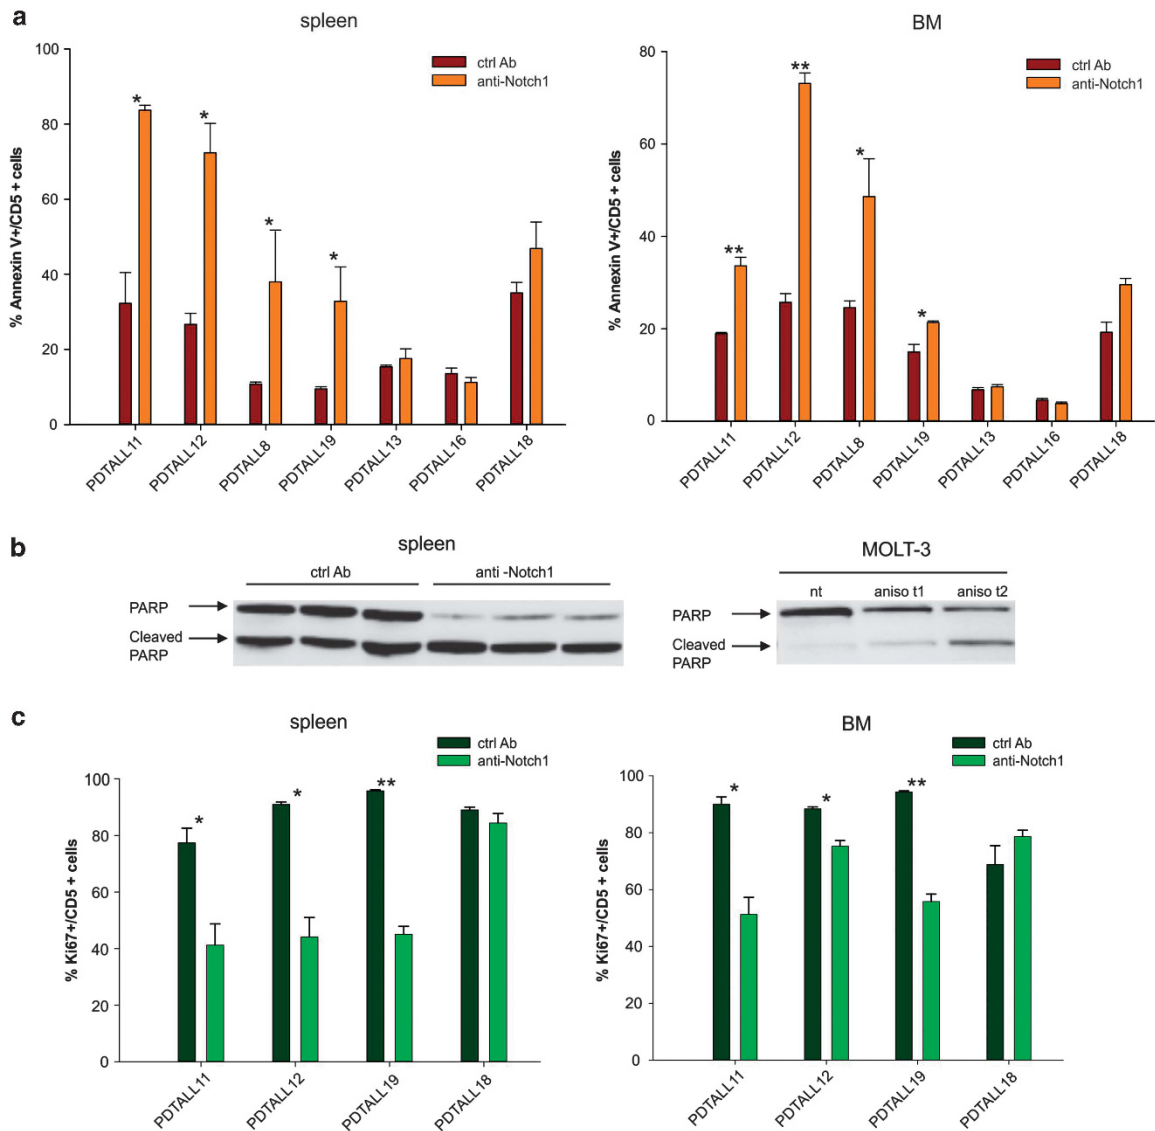 a
spleen
ctrl Ab
anti-Notch1
*
*
*
*
% Annexin V+/CD5 + cells
100
80
60
40
20
0
PDTALL11
PDTALL12
PDTALL8
PDTALL19
PDTALL13
PDTALL16
PDTALL18
BM
ctrl Ab
anti-Notch1
**
**
*
*
% Annexin V+/CD5 + cells
80
60
40
20
0
PDTALL11
PDTALL12
PDTALL8
PDTALL19
PDTALL13
PDTALL16
PDTALL18
b
spleen
ctrl Ab anti -Notch1
PARP
Cleaved
PARP
MOLT-3
nt aniso t1 aniso t2
PARP
Cleaved
PARP
c
spleen
ctrl Ab
anti-Notch1
*
*
**
% Ki67+/CD5 + cells
100
80
60
40
20
0
PDTALL11
PDTALL12
PDTALL19
PDTALL18
BM
ctrl Ab
anti-Notch1
*
*
**
% Ki67+/CD5 + cells
100
80
60
40
20
0
PDTALL11
PDTALL12
PDTALL19
PDTALL18